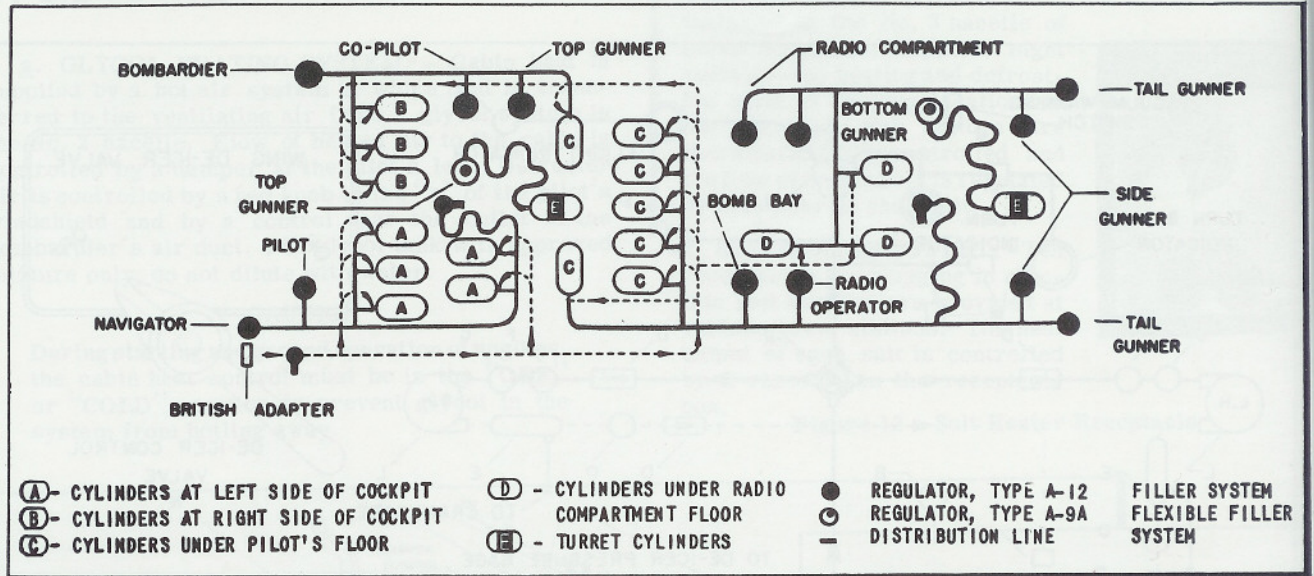 CO-PILOT
TOP GUNNER
RADIO COMPARTMENT
BOMBARDIER
TAIL GUNNER
B
B
B
C
C
C
C
C
C
C
BOTTOM
GUNNER
D
TOP
GUNNER
E
BOMB BAY
SIDE
GUNNER
E
PILOT
A
A
A
A
A
D
D
RADIO
OPERATOR
NAVIGATOR
TAIL
GUNNER
BRITISH ADAPTER
A - CYLINDERS AT LEFT SIDE OF COCKPIT
B - CYLINDERS AT RIGHT SIDE OF COCKPIT
C - CYLINDERS UNDER PILOT'S FLOOR
D - CYLINDERS UNDER RADIO
COMPARTMENT FLOOR
E - TURRET CYLINDERS
REGULATOR, TYPE A-12
REGULATOR, TYPE A-9A
DISTRIBUTION LINE
FILLER SYSTEM
FLEXIBLE FILLER
SYSTEM